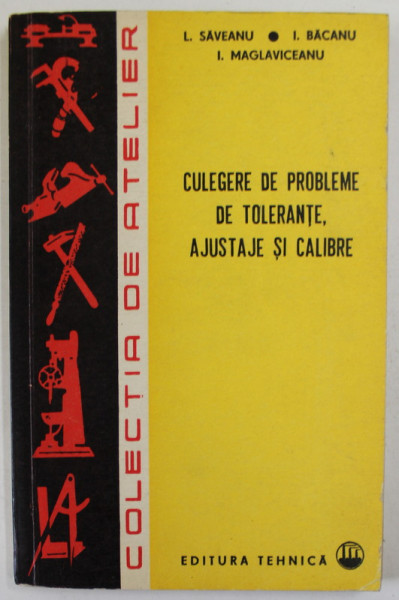 L. SĂVEANU ● I. BĂCANU
I. MAGLAVICEANU
CULEGERE DE PROBLEME
DE TOLERANȚE,
AJUSTAJE ȘI CALIBRE
COLECȚIA DE ATELIER
EDITURA TEHNICĂ